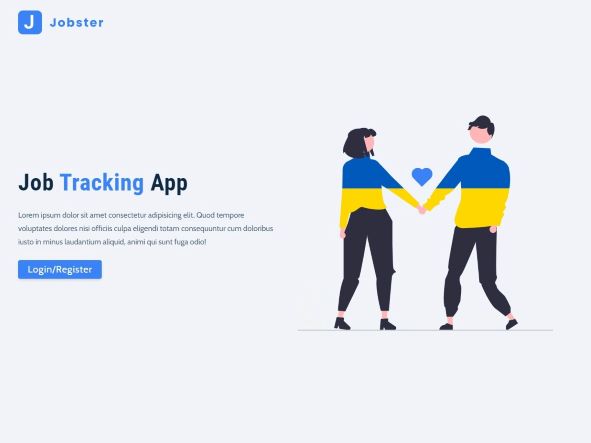 J Jobster
Job Tracking App
Lorem ipsum dolor sit amet consectetur adipisicing elit. Quod tempore
voluptates dolores nisi officiis culpa eligendi totam consequuntur cum doloribus
iusto in minus laudantium aliquid, animi qui sunt fuga odio!
Login/Register